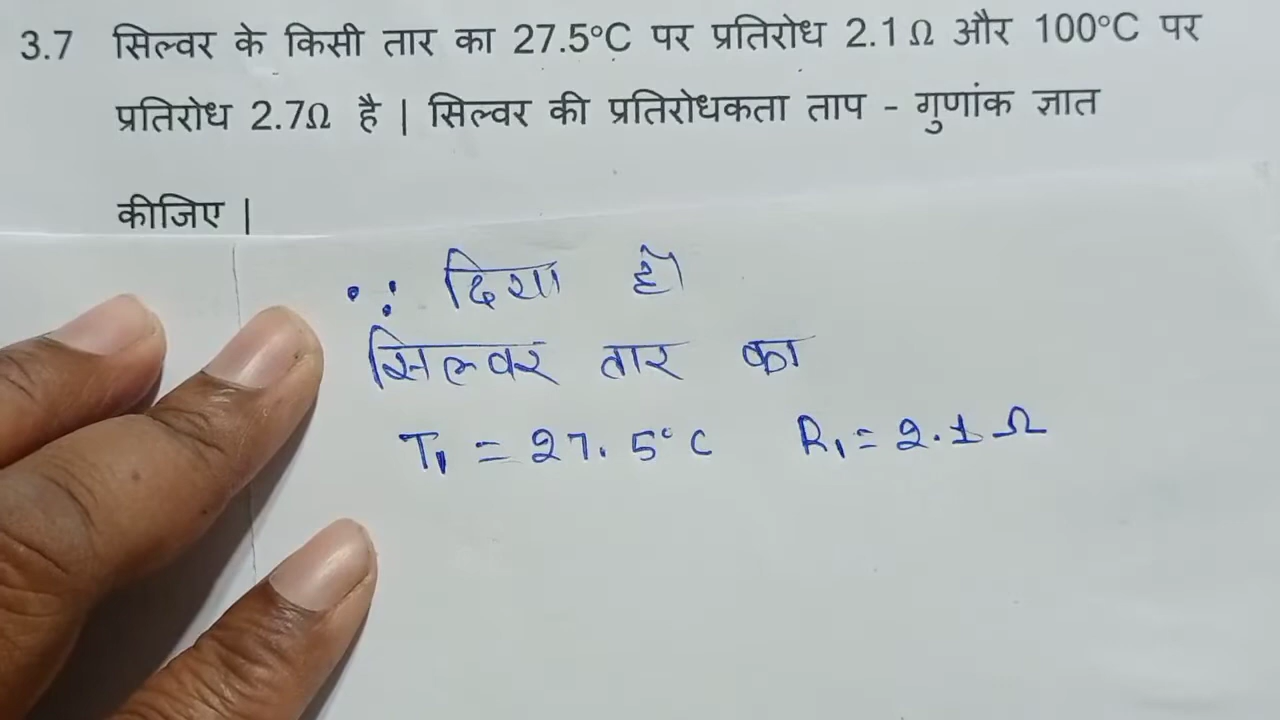 3.7 सिल्वर के किसी तार का 27.5°C पर प्रतिरोध 2.1 Ω और 100°C पर
प्रतिरोध 2.7Ω है | सिल्वर की प्रतिरोधकता ताप - गुणांक ज्ञात
कीजिए |
∵ दिया है
सिल्वर तार का
T₁ = 27.5°C R₁ = 2.1 Ω